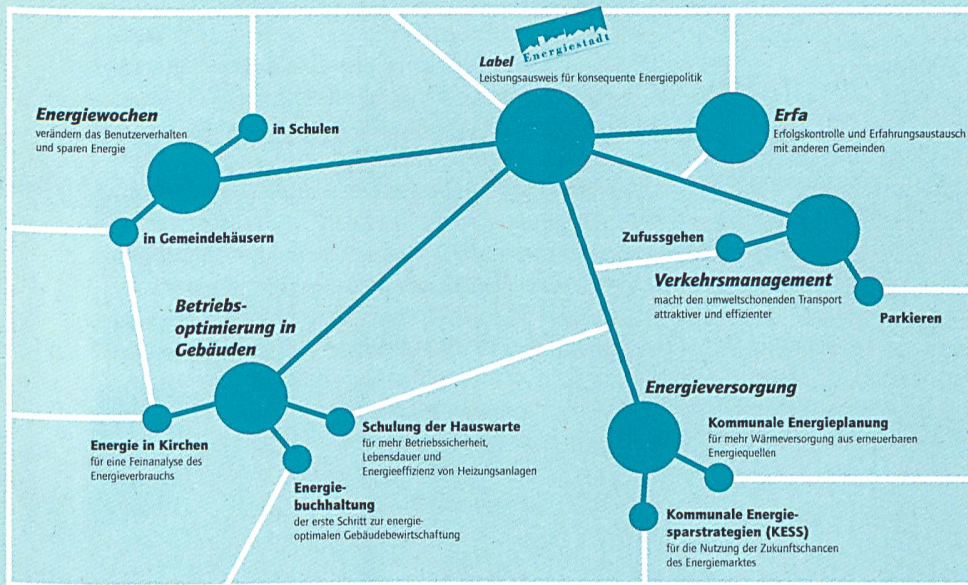 Energiestadt
Label
Leistungsausweis für konsequente Energiepolitik
Energiewochen
verändern das Benutzerverhalten
und sparen Energie
in Schulen
in Gemeindehäusern
Erfa
Erfolgskontrolle und Erfahrungsaustausch
mit anderen Gemeinden
Zufussgehen
Verkehrsmanagement
macht den umweltschonenden Transport
attraktiver und effizienter
Parkieren
Betriebs-
optimierung in
Gebäuden
Energie in Kirchen
für eine Feinanalyse des
Energieverbrauchs
Schulung der Hauswarte
für mehr Betriebssicherheit,
Lebensdauer und
Energieeffizienz von Heizungsanlagen
Energie-
buchhaltung
der erste Schritt zur energie-
optimalen Gebäudebewirtschaftung
Energieversorgung
Kommunale Energieplanung
für mehr Wärmeversorgung aus erneuerbaren
Energiequellen
Kommunale Energie-
sparstrategien (KESS)
für die Nutzung der Zukunftschancen
des Energiemarktes